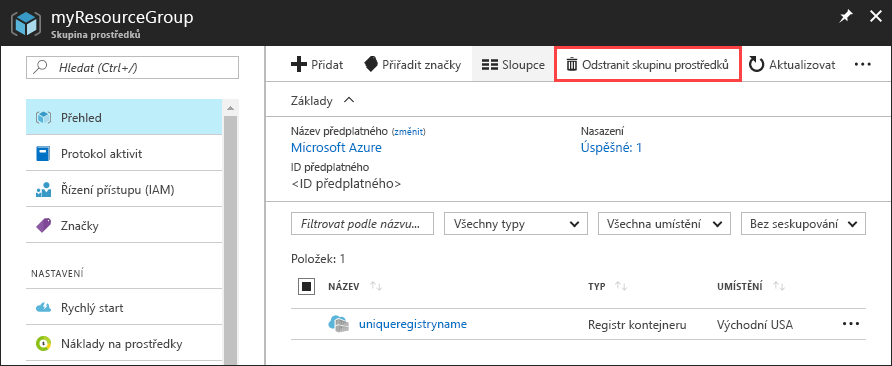 myResourceGroup
Skupina prostředků
Hledat (Ctrl+/)
Přehled
Protokol aktivit
Řízení přístupu (IAM)
Značky
NASTAVENÍ
Rychlý start
Náklady na prostředky
Přidat
Přiřadit značky
Sloupce
Odstranit skupinu prostředků
Aktualizovat
Základy
Název předplatného (změnit)
Microsoft Azure
ID předplatného
<ID předplatného>
Nasazení
Úspěšné: 1
Filtrovat podle názvu...
Všechny typy
Všechna umístění
Bez seskupování
Položek: 1
NÁZEV
TYP
UMÍSTĚNÍ
uniqueregistryname
Registr kontejneru
Východní USA